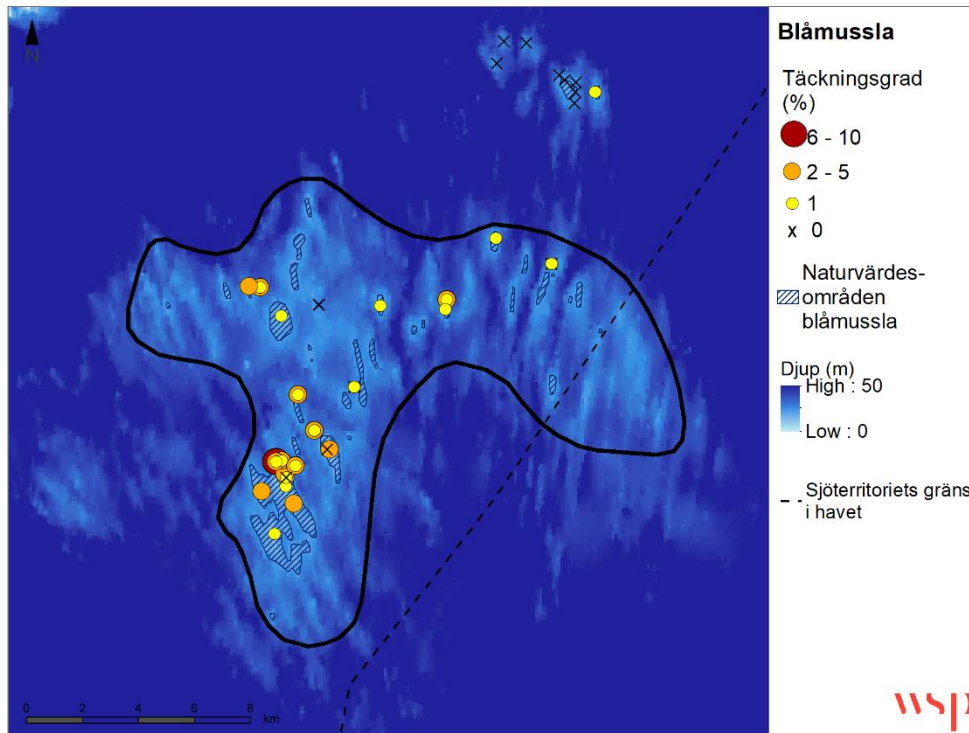 N
0 2 4 6 8
km
Blåmussla
Täckningsgrad
(%)
6 - 10
2 - 5
1
x 0
Naturvärdes-
områden
blåmussla
Djup (m)
High : 50
Low : 0
Sjöterritoriets gräns
i havet
wsp